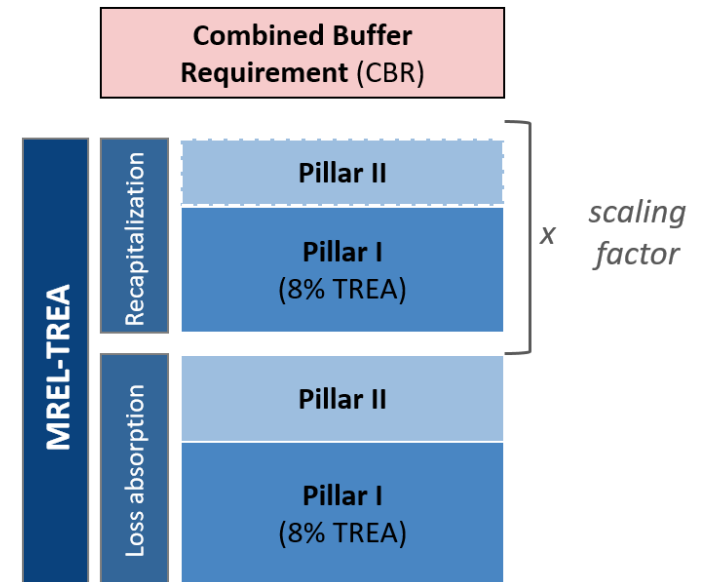 Combined Buffer
Requirement (CBR)
MREL-TREA
Recapitalization
Pillar II
Pillar I
(8% TREA)
x
scaling
factor
Loss absorption
Pillar II
Pillar I
(8% TREA)